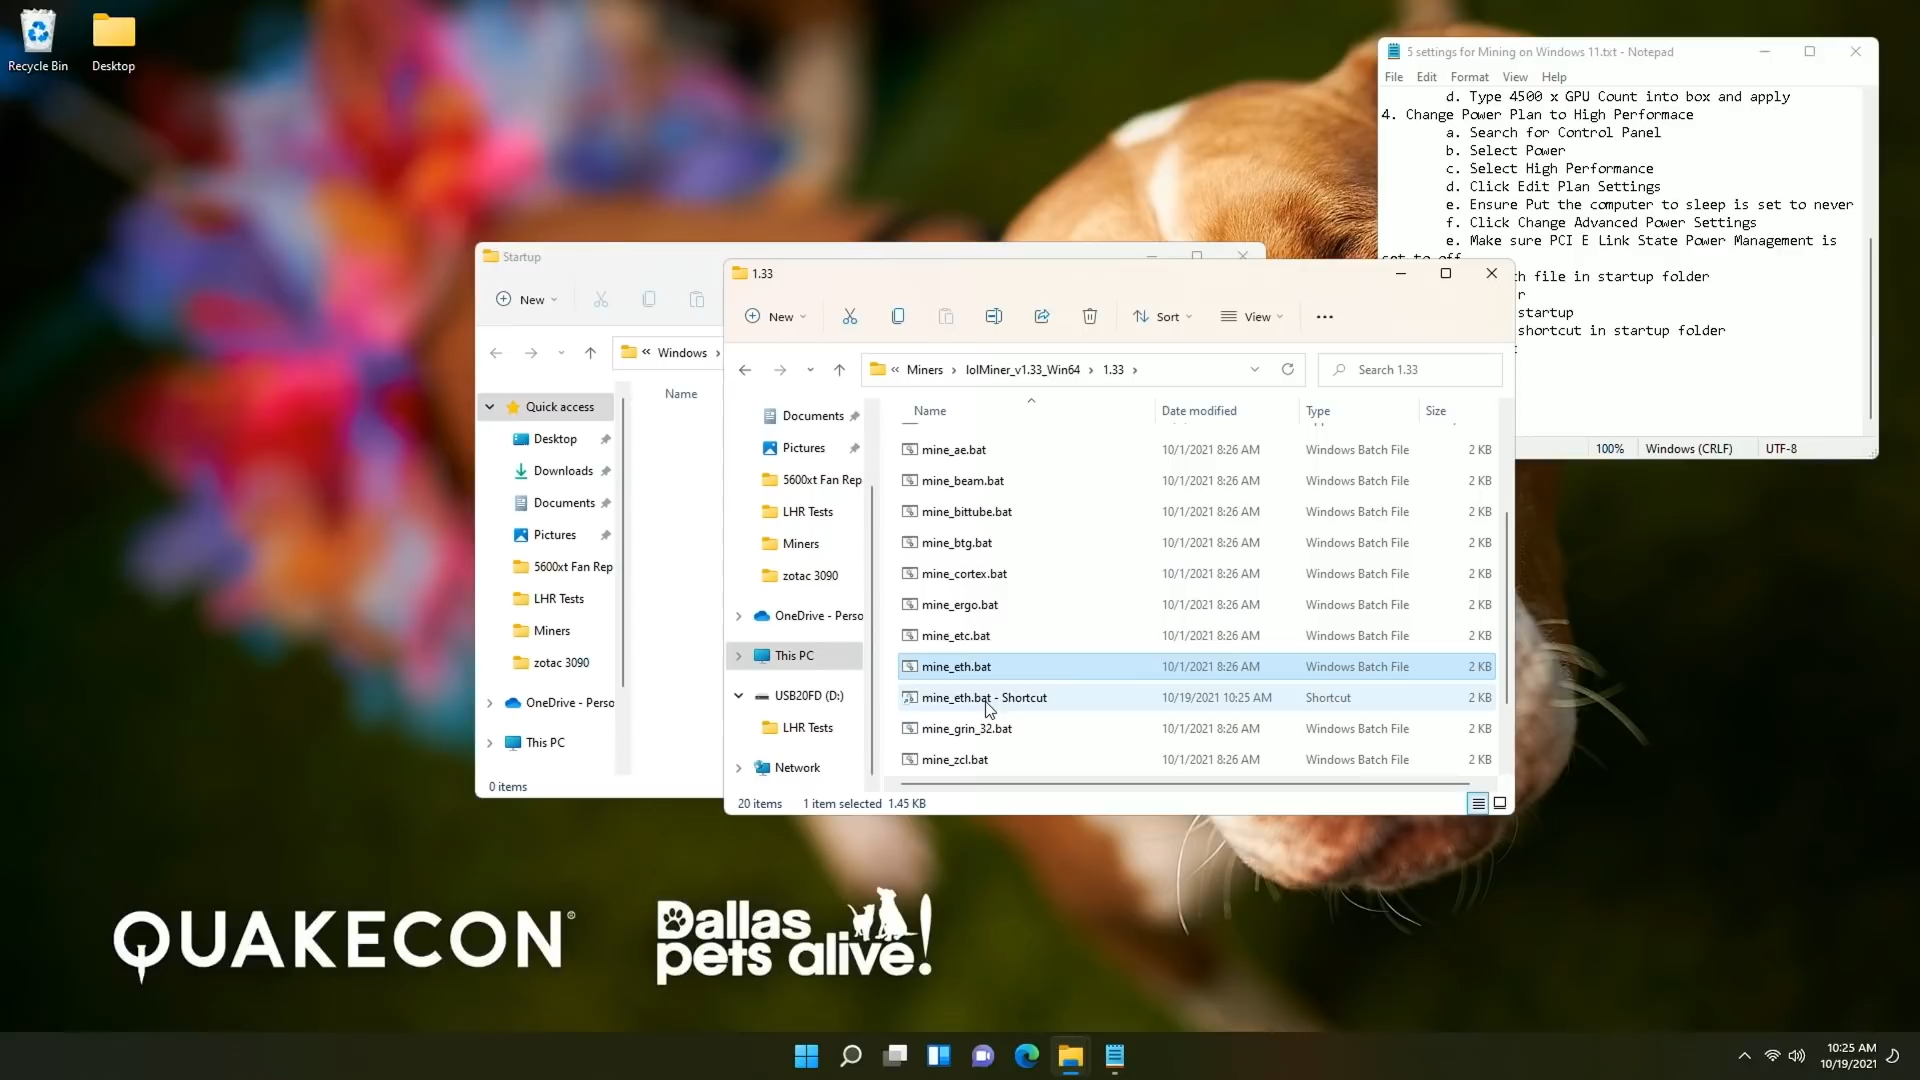 Recycle Bin
Desktop
5 settings for Mining on Windows 11.txt - Notepad
File Edit Format View Help
d. Type 4500 x GPU Count into box and apply
4. Change Power Plan to High Performace
a. Search for Control Panel
b. Select Power
c. Select High Performance
d. Click Edit Plan Settings
e. Ensure Put the computer to sleep is set to never
f. Click Change Advanced Power Settings
e. Make sure PCI E Link State Power Management is
h file in startup folder
r
startup
shortcut in startup folder
100% Windows (CRLF) UTF-8
Startup
New
« Windows ›
Name
Quick access
Desktop
Downloads
Documents
Pictures
5600xt Fan Rep
LHR Tests
Miners
zotac 3090
OneDrive - Perso
This PC
0 items
1.33
New Sort View ...
« Miners › lolMiner_v1.33_Win64 › 1.33 ›
Search 1.33
Documents
Pictures
5600xt Fan Rep
LHR Tests
Miners
zotac 3090
OneDrive - Perso
This PC
USB20FD (D:)
LHR Tests
Network
Name Date modified Type Size
mine_ae.bat 10/1/2021 8:26 AM Windows Batch File 2 KB
mine_beam.bat 10/1/2021 8:26 AM Windows Batch File 2 KB
mine_bittube.bat 10/1/2021 8:26 AM Windows Batch File 2 KB
mine_btg.bat 10/1/2021 8:26 AM Windows Batch File 2 KB
mine_cortex.bat 10/1/2021 8:26 AM Windows Batch File 2 KB
mine_ergo.bat 10/1/2021 8:26 AM Windows Batch File 2 KB
mine_etc.bat 10/1/2021 8:26 AM Windows Batch File 2 KB
mine_eth.bat 10/1/2021 8:26 AM Windows Batch File 2 KB
mine_eth.bat - Shortcut 10/19/2021 10:25 AM Shortcut 2 KB
mine_grin_32.bat 10/1/2021 8:26 AM Windows Batch File 2 KB
mine_zcl.bat 10/1/2021 8:26 AM Windows Batch File 2 KB
20 items 1 item selected 1.45 KB
QUAKECON®
Dallas
pets alive!
10:25 AM
10/19/2021